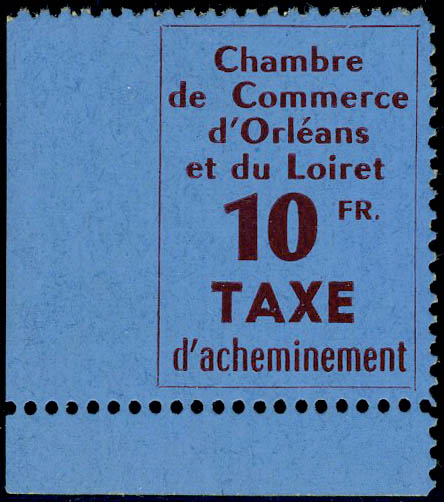 Chambre
de Commerce
d'Orléans
et du Loiret
10 FR.
TAXE
d'acheminement